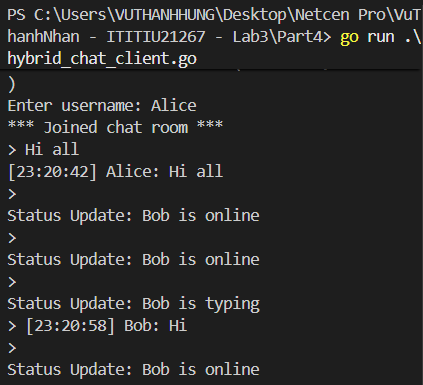 PS C:\Users\VUTHANHHUNG\Desktop\Netcen Pro\VuT
hanhNhan - ITITIU21267 - Lab3\Part4> go run .\
hybrid_chat_client.go
)
Enter username: Alice
*** Joined chat room ***
> Hi all
[23:20:42] Alice: Hi all
>
Status Update: Bob is online
>
Status Update: Bob is online
>
Status Update: Bob is typing
> [23:20:58] Bob: Hi
>
Status Update: Bob is online